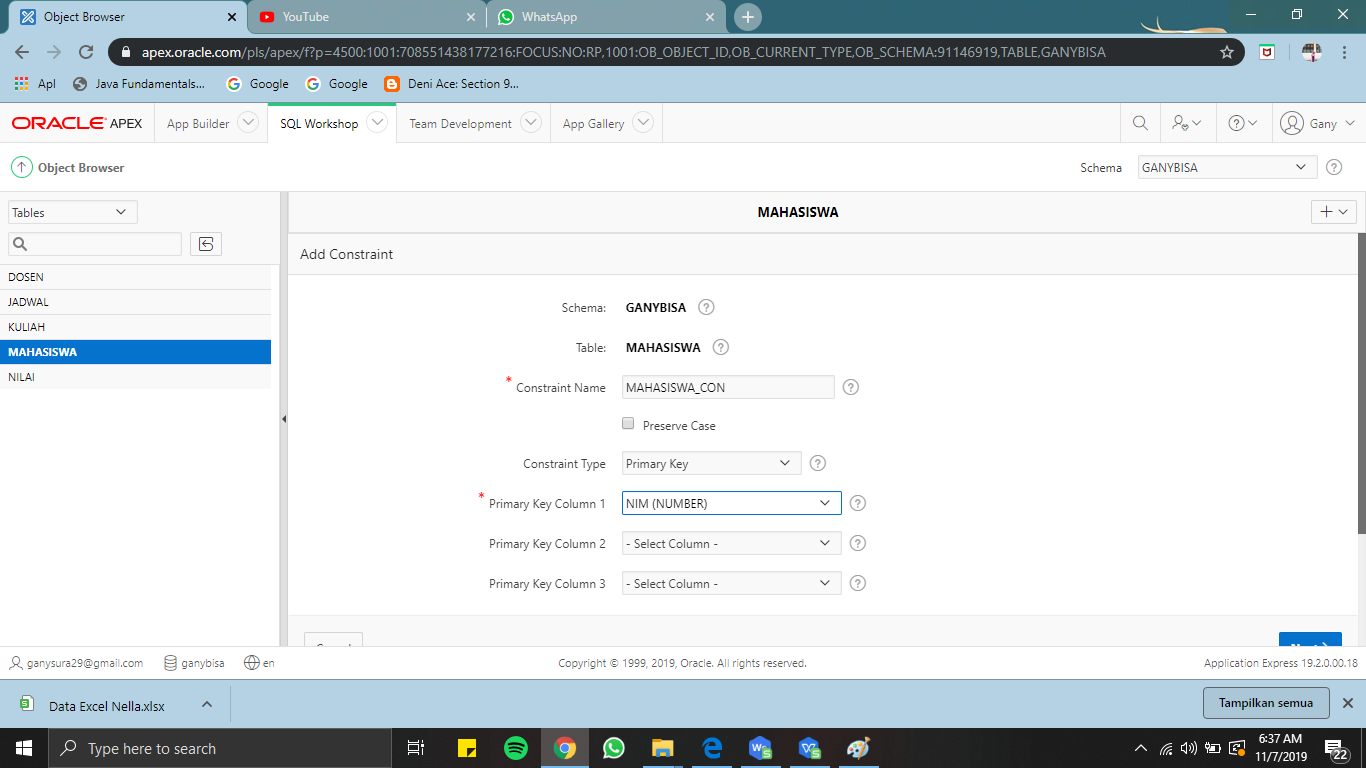 Object Browser
YouTube
WhatsApp
apex.oracle.com/pls/apex/f?p=4500:1001:708551438177216:FOCUS:NO:RP,1001:OB_OBJECT_ID,OB_CURRENT_TYPE,OB_SCHEMA:91146919,TABLE,GANYBISA
Apl
Java Fundamentals...
Google
Google
Deni Ace: Section 9...
ORACLE APEX
App Builder
SQL Workshop
Team Development
App Gallery
Gany
Object Browser
Schema
GANYBISA
Tables
MAHASISWA
DOSEN
JADWAL
KULIAH
MAHASISWA
NILAI
Add Constraint
Schema: GANYBISA
Table: MAHASISWA
* Constraint Name MAHASISWA_CON
Preserve Case
Constraint Type Primary Key
* Primary Key Column 1 NIM (NUMBER)
Primary Key Column 2 - Select Column -
Primary Key Column 3 - Select Column -
ganysura29@gmail.com
ganybisa
en
Copyright © 1999, 2019, Oracle. All rights reserved.
Application Express 19.2.0.00.18
Data Excel Nella.xlsx
Tampilkan semua
Type here to search
6:37 AM
11/7/2019
22